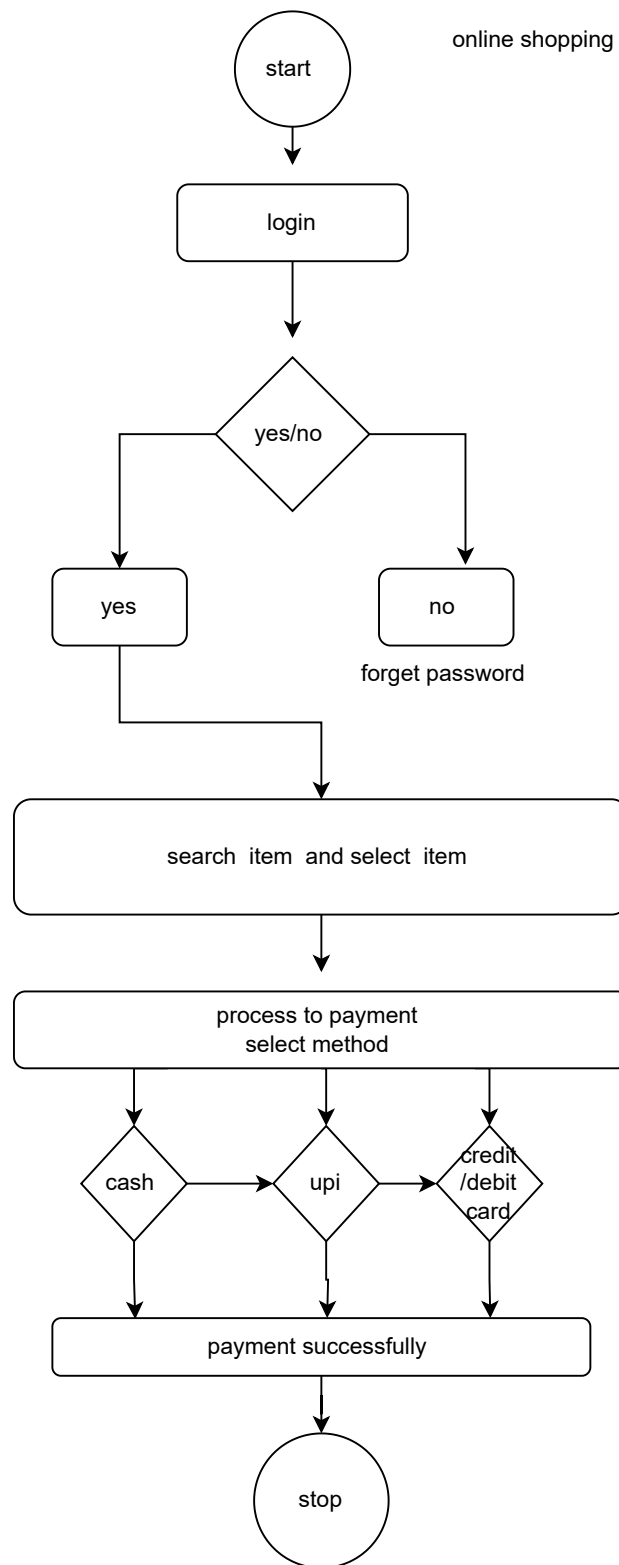 online shopping
start
login
yes/no
yes
no
forget password
search item and select item
process to payment
select method
cash
upi
credit
/debit
card
payment successfully
stop